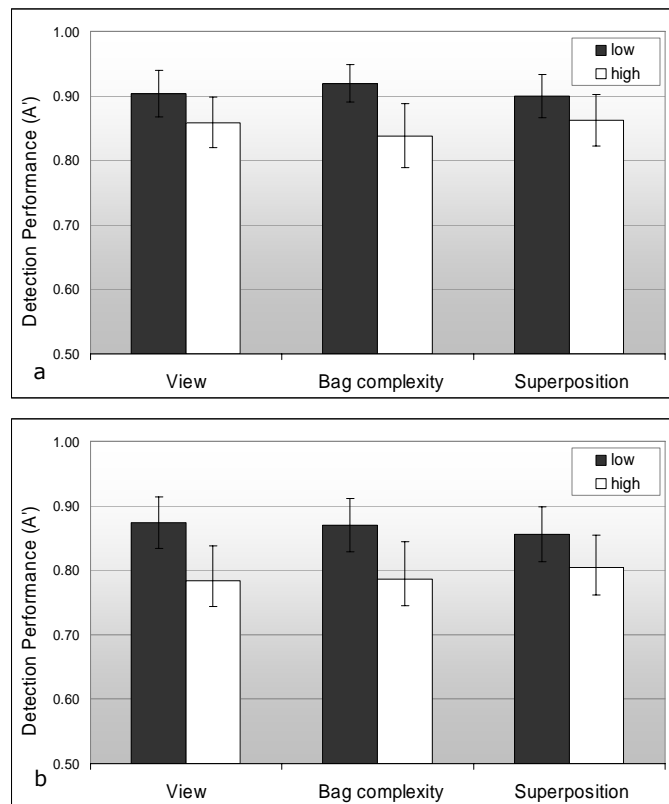 1.00
low
high
0.90
0.80
0.70
0.60
0.50
Detection Performance (A')
a
View Bag complexity Superposition
1.00
low
high
0.90
0.80
0.70
0.60
0.50
Detection Performance (A')
b
View Bag complexity Superposition